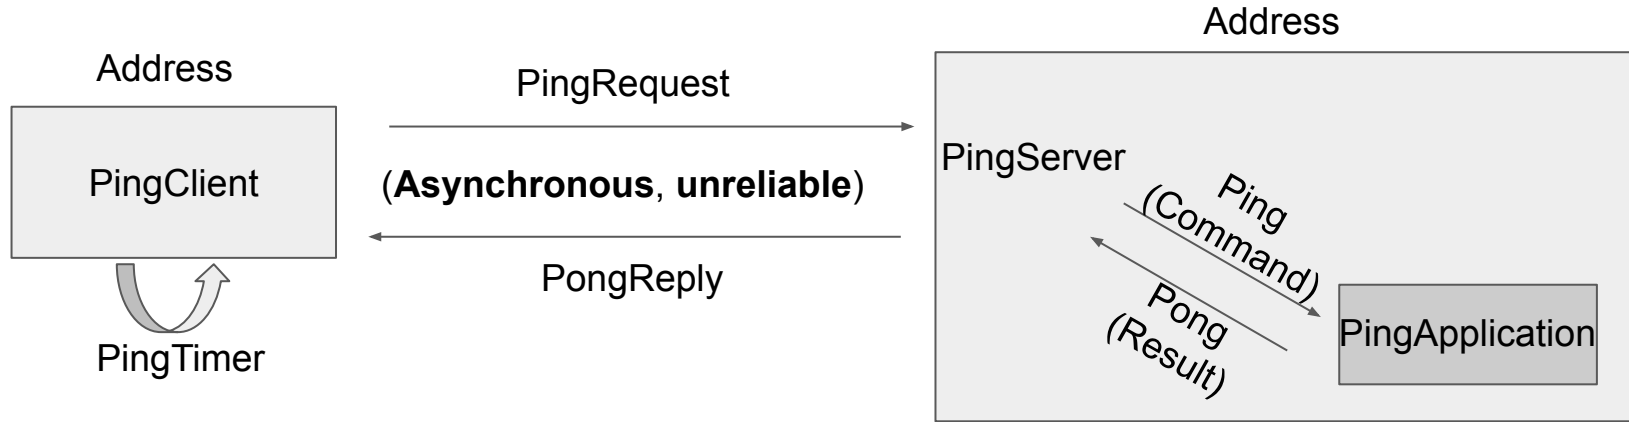 Address
Address
PingRequest
PingClient
(Asynchronous, unreliable)
PingServer
Ping
(Command)
PongReply
Pong
(Result)
PingApplication
PingTimer